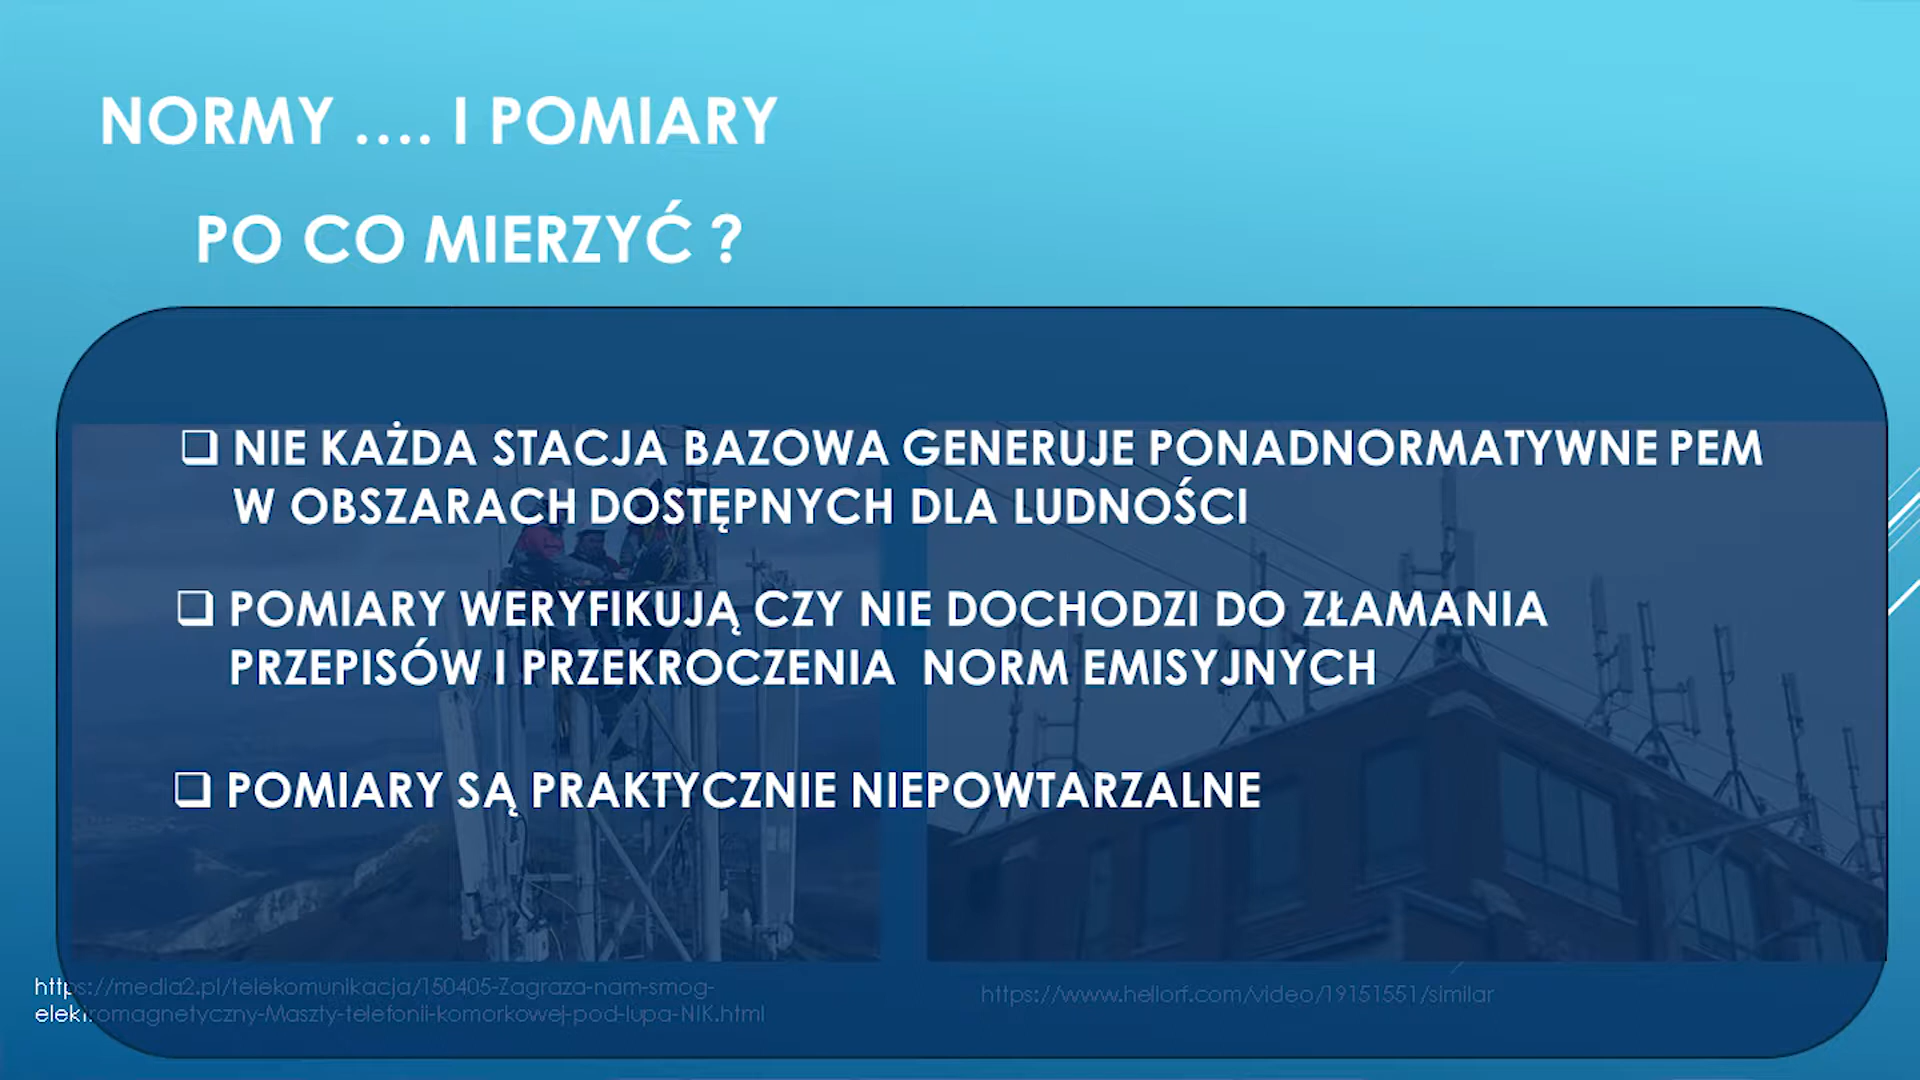 NORMY .... I POMIARY
PO CO MIERZYĆ ?
❑ NIE KAŻDA STACJA BAZOWA GENERUJE PONADNORMATYWNE PEM
W OBSZARACH DOSTĘPNYCH DLA LUDNOŚCI
❑ POMIARY WERYFIKUJĄ CZY NIE DOCHODZI DO ZŁAMANIA
PRZEPISÓW I PRZEKROCZENIA NORM EMISYJNYCH
❑ POMIARY SĄ PRAKTYCZNIE NIEPOWTARZALNE
https://media2.pl/telekomunikacja/150405-Zagraza-nam-smog-
elektromagnetyczny-Maszty-telefonii-komorkowej-pod-lupa-NIK.html
https://www.hellorf.com/video/19151551/similar